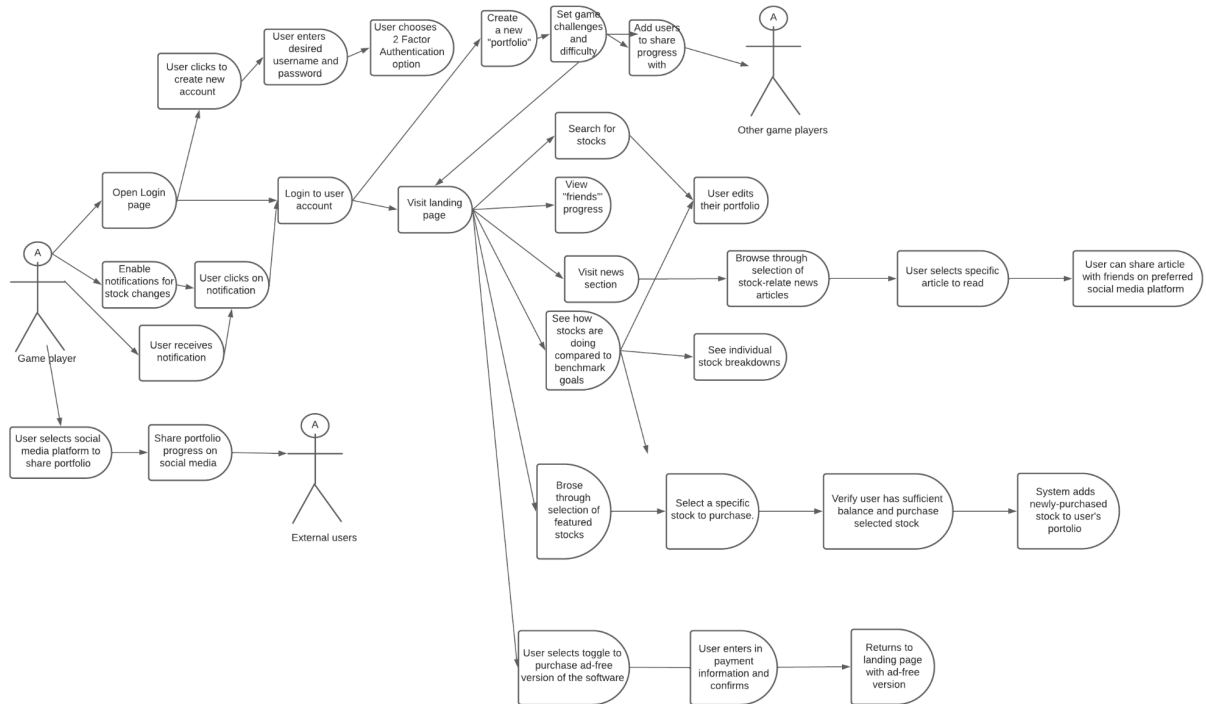 User clicks to
create new
account
User enters
desired
username and
password
User chooses
2 Factor
Authentication
option
Create
a new
"portfolio"
Set game
challenges
and
difficulty
Add users
to share
progress
with
A
Other game players
Open Login
page
Login to user
account
Visit landing
page
Search for
stocks
View
"friends'"
progress
User edits
their portfolio
A
Game player
Enable
notifications for
stock changes
User clicks on
notification
User receives
notification
Visit news
section
Browse through
selection of
stock-relate news
articles
User selects specific
article to read
User can share article
with friends on preferred
social media platform
See how
stocks are
doing
compared to
benchmark
goals
See individual
stock breakdowns
User selects social
media platform to
share portfolio
Share portfolio
progress on
social media
A
External users
Brose
through
selection of
featured
stocks
Select a specific
stock to purchase.
Verify user has sufficient
balance and purchase
selected stock
System adds
newly-purchased
stock to user's
portolio
User selects toggle to
purchase ad-free
version of the software
User enters in
payment
information and
confirms
Returns to
landing page
with ad-free
version